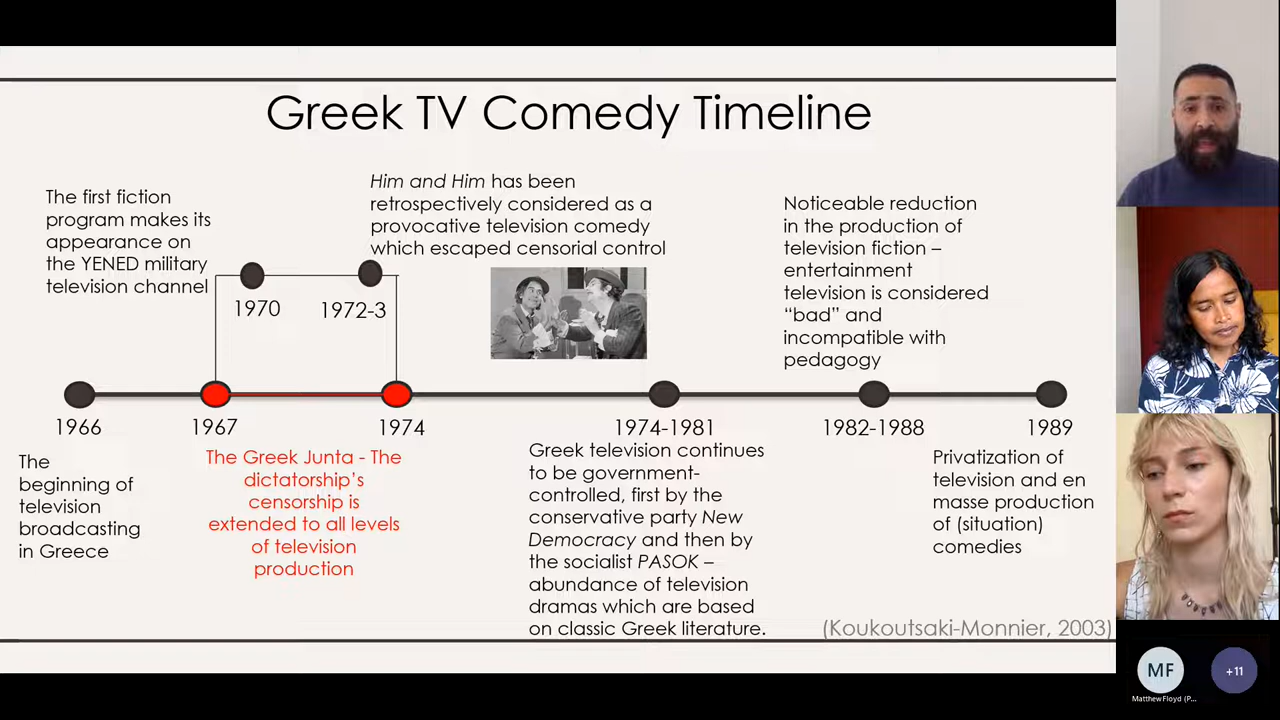 Greek TV Comedy Timeline
The first fiction
program makes its
appearance on
the YENED military
television channel
Him and Him has been
retrospectively considered as a
provocative television comedy
which escaped censorial control
Noticeable reduction
in the production of
television fiction –
entertainment
television is considered
“bad” and
incompatible with
pedagogy
1970
1972-3
1966
1967
1974
1974-1981
1982-1988
1989
The
beginning of
television
broadcasting
in Greece
The Greek Junta - The
dictatorship’s
censorship is
extended to all levels
of television
production
Greek television continues
to be government-
controlled, first by the
conservative party New
Democracy and then by
the socialist PASOK –
abundance of television
dramas which are based
on classic Greek literature.
Privatization of
television and en
masse production
of (situation)
comedies
(Koukoutsaki-Monnier, 2003)
MF
+11
MatthewFloyd (P...